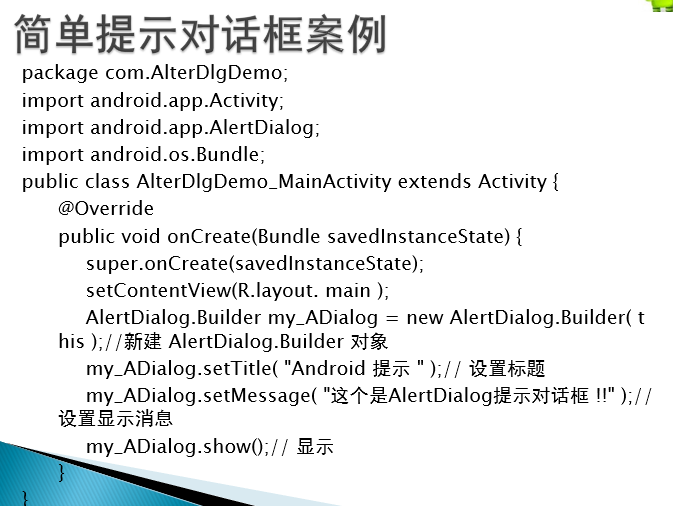 简单提示对话框案例
package com.AlterDlgDemo;
import android.app.Activity;
import android.app.AlertDialog;
import android.os.Bundle;
public class AlterDlgDemo_MainActivity extends Activity {
@Override
public void onCreate(Bundle savedInstanceState) {
super.onCreate(savedInstanceState);
setContentView(R.layout. main );
AlertDialog.Builder my_ADialog = new AlertDialog.Builder( t
his );//新建 AlertDialog.Builder 对象
my_ADialog.setTitle( "Android 提示 " );// 设置标题
my_ADialog.setMessage( "这个是AlertDialog提示对话框 !!" );//
设置显示消息
my_ADialog.show();// 显示
}
}